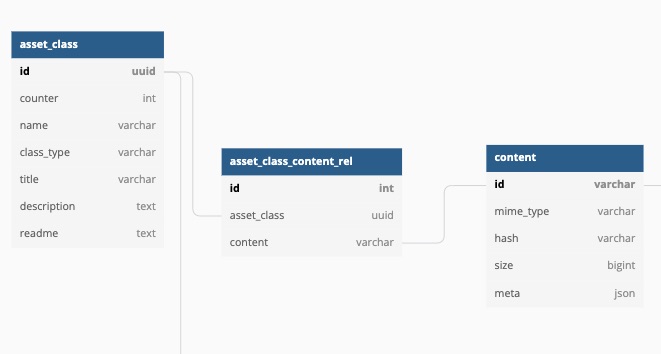 asset_class
id uuid
counter int
name varchar
class_type varchar
title varchar
description text
readme text
asset_class_content_rel
id int
asset_class uuid
content varchar
content
id varchar
mime_type varchar
hash varchar
size bigint
meta json